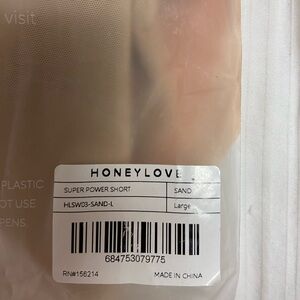 visit
PLASTIC
OT USE
PENS
HONEYLOVE
SUPER POWER SHORT SAND
HLSW03-SAND-L Large
684753079775
RN#156214 MADE IN CHINA